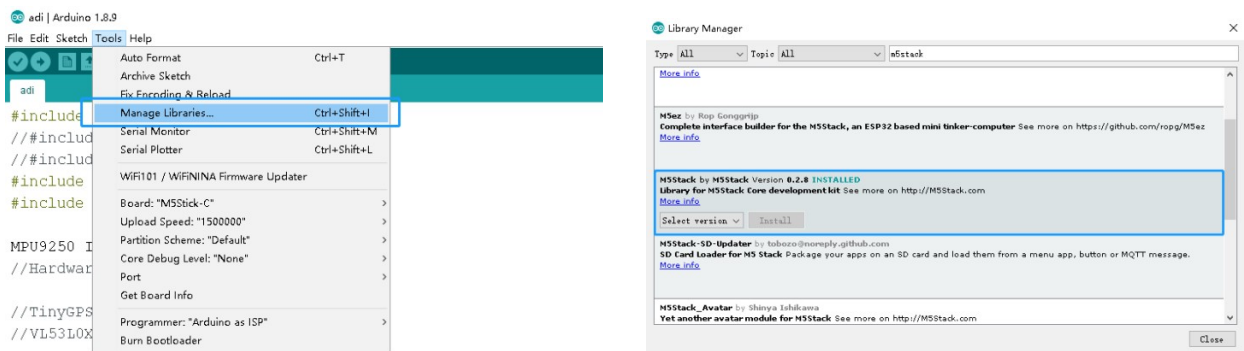 adi | Arduino 1.8.9
File Edit Sketch Tools Help
adi
#include
//#includ
//#includ
#include
#include
MPU9250 I
//Hardwar
//TinyGPS
//VL53L0X
Auto Format Ctrl+T
Archive Sketch
Fix Encoding & Reload
Manage Libraries... Ctrl+Shift+I
Serial Monitor Ctrl+Shift+M
Serial Plotter Ctrl+Shift+L
WiFi101 / WiFiNINA Firmware Updater
Board: "M5Stick-C"
Upload Speed: "1500000"
Partition Scheme: "Default"
Core Debug Level: "None"
Port
Get Board Info
Programmer: "Arduino as ISP"
Burn Bootloader
Library Manager
Type All Topic All m5stack
More info
M5ez by Rop Gonggrijp
Complete interface builder for the M5Stack, an ESP32 based mini tinker-computer See more on https://github.com/ropg/M5ez
More info
M5Stack by M5Stack Version 0.2.8 INSTALLED
Library for M5Stack Core development kit See more on http://M5Stack.com
More info
Select version Install
M5Stack-SD-Updater by tobozo@noreply.github.com
SD Card Loader for M5 Stack Package your apps on an SD card and load them from a menu app, button or MQTT message.
More info
M5Stack_Avatar by Shinya Ishikawa
Yet another avatar module for M5Stack See more on http://M5Stack.com
Close